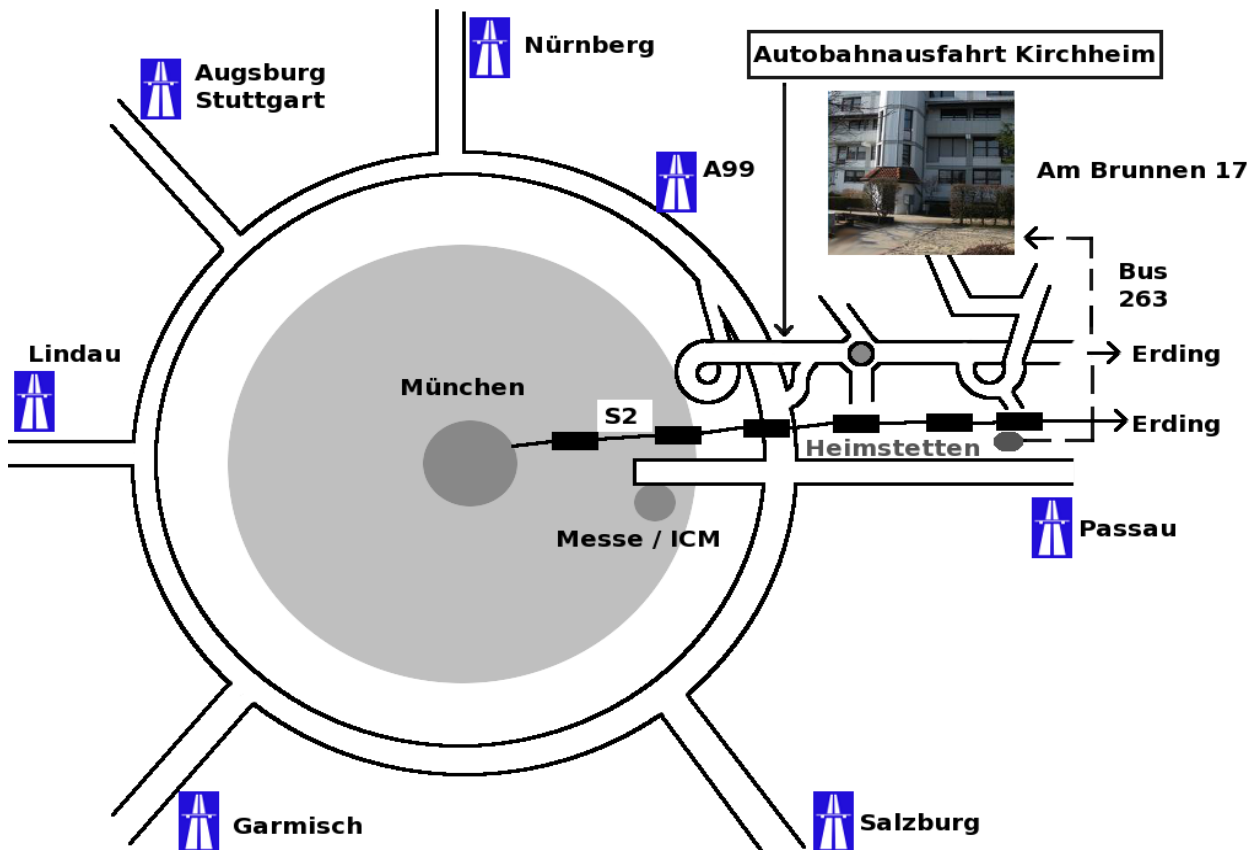 Nürnberg
Autobahnausfahrt Kirchheim
Augsburg
Stuttgart
A99
Am Brunnen 17
Bus
263
Lindau
Erding
München
S2
Erding
Heimstetten
Messe / ICM
Passau
Garmisch
Salzburg